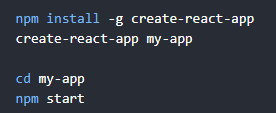 npm install -g create-react-app
create-react-app my-app
cd my-app
npm start